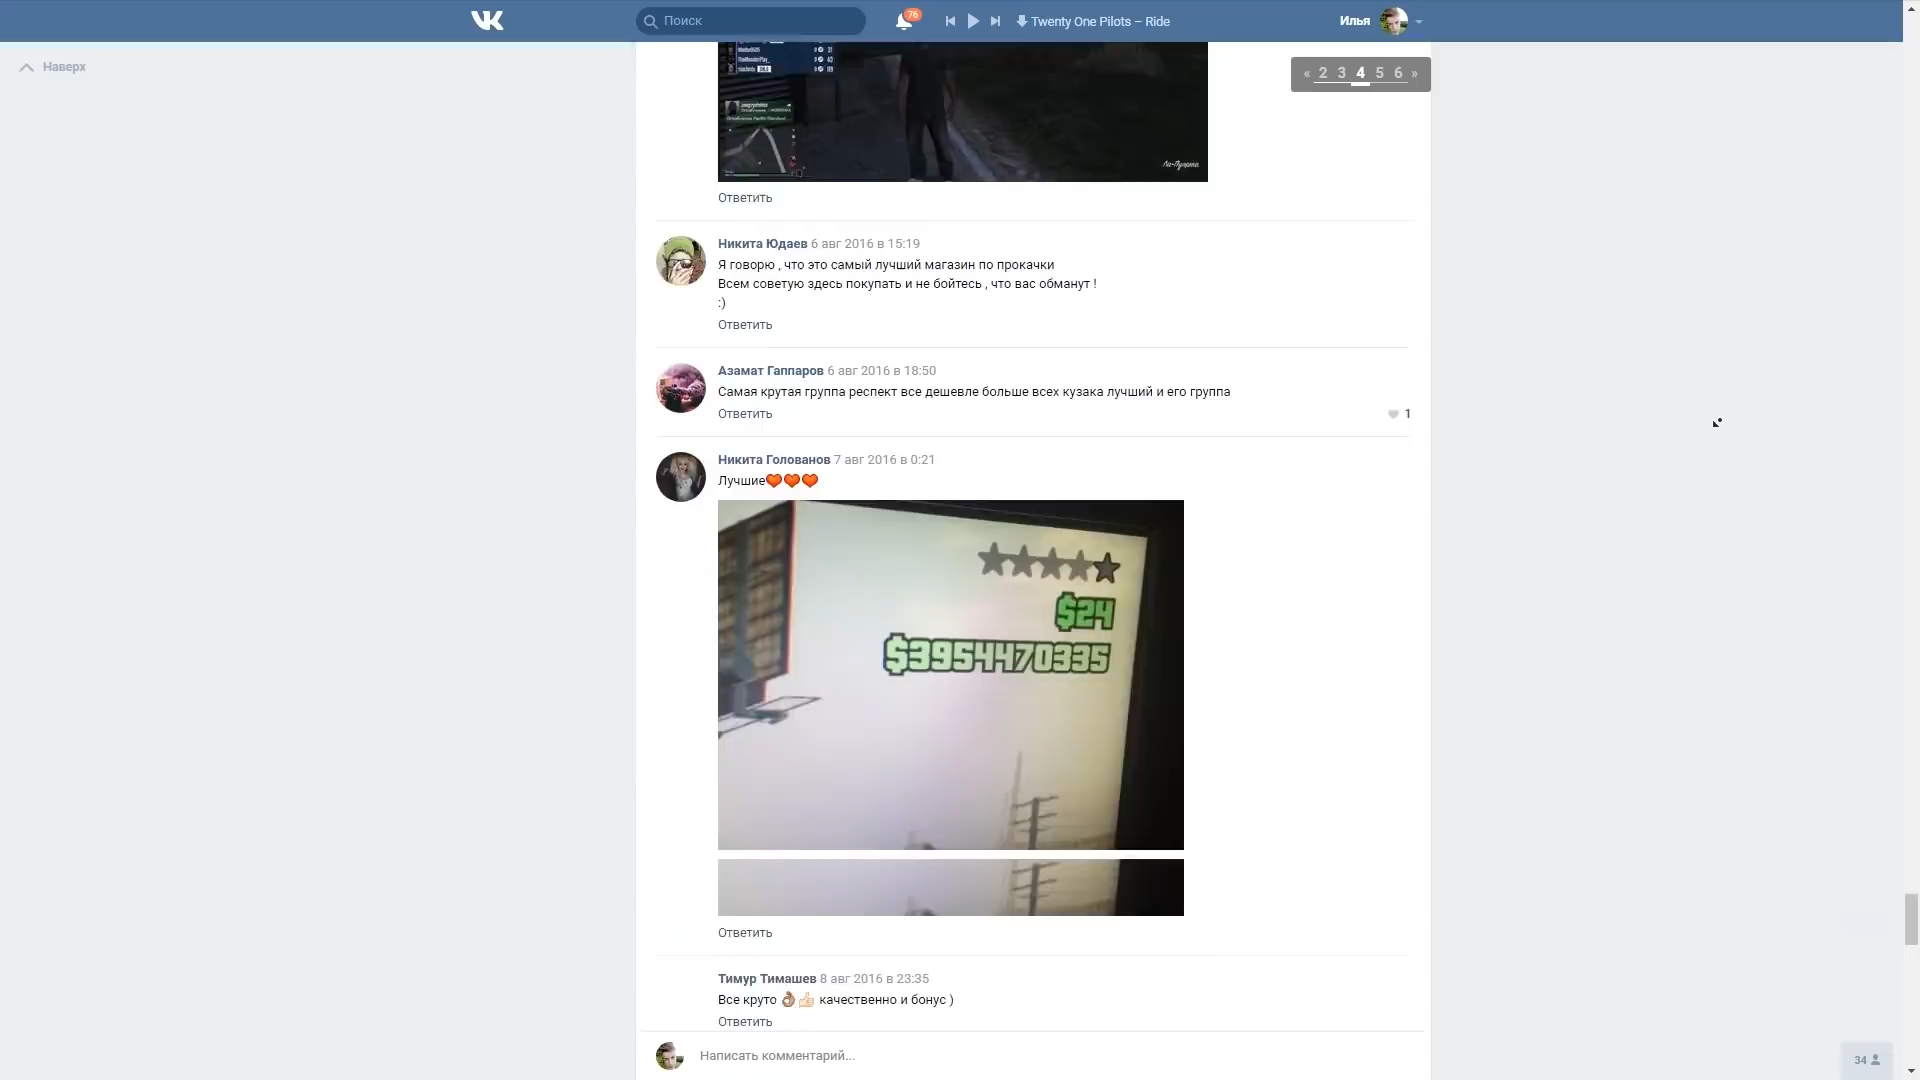 Поиск
76
Twenty One Pilots – Ride
Илья
Наверх
« 2 3 4 5 6 »
Ла-Пуэрта
Ответить
Никита Юдаев 6 авг 2016 в 15:19
Я говорю , что это самый лучший магазин по прокачки
Всем советую здесь покупать и не бойтесь , что вас обманут !
:)
Ответить
Азамат Гаппаров 6 авг 2016 в 18:50
Самая крутая группа респект все дешевле больше всех кузака лучший и его группа
Ответить
1
Никита Голованов 7 авг 2016 в 0:21
Лучшие❤❤❤
$24
$3954470335
Ответить
Тимур Тимашев 8 авг 2016 в 23:35
Все круто 👌👍 качественно и бонус )
Ответить
Написать комментарий...
34